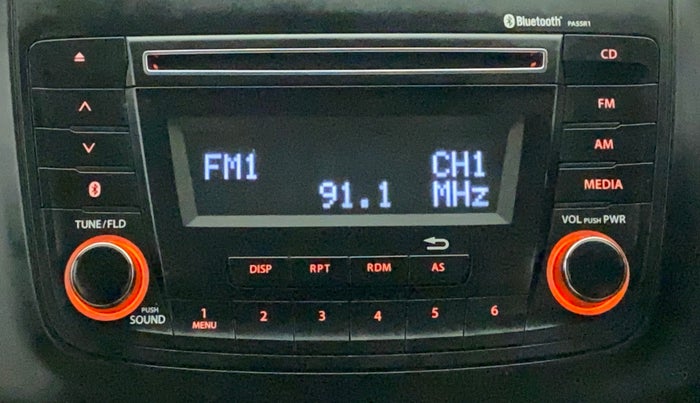 Bluetooth® PA5SR1
CD
FM
AM
MEDIA
FM1 CH1
91.1 MHz
TUNE/FLD
VOL PUSH PWR
DISP RPT RDM AS
PUSH
SOUND
1 2 3 4 5 6
MENU